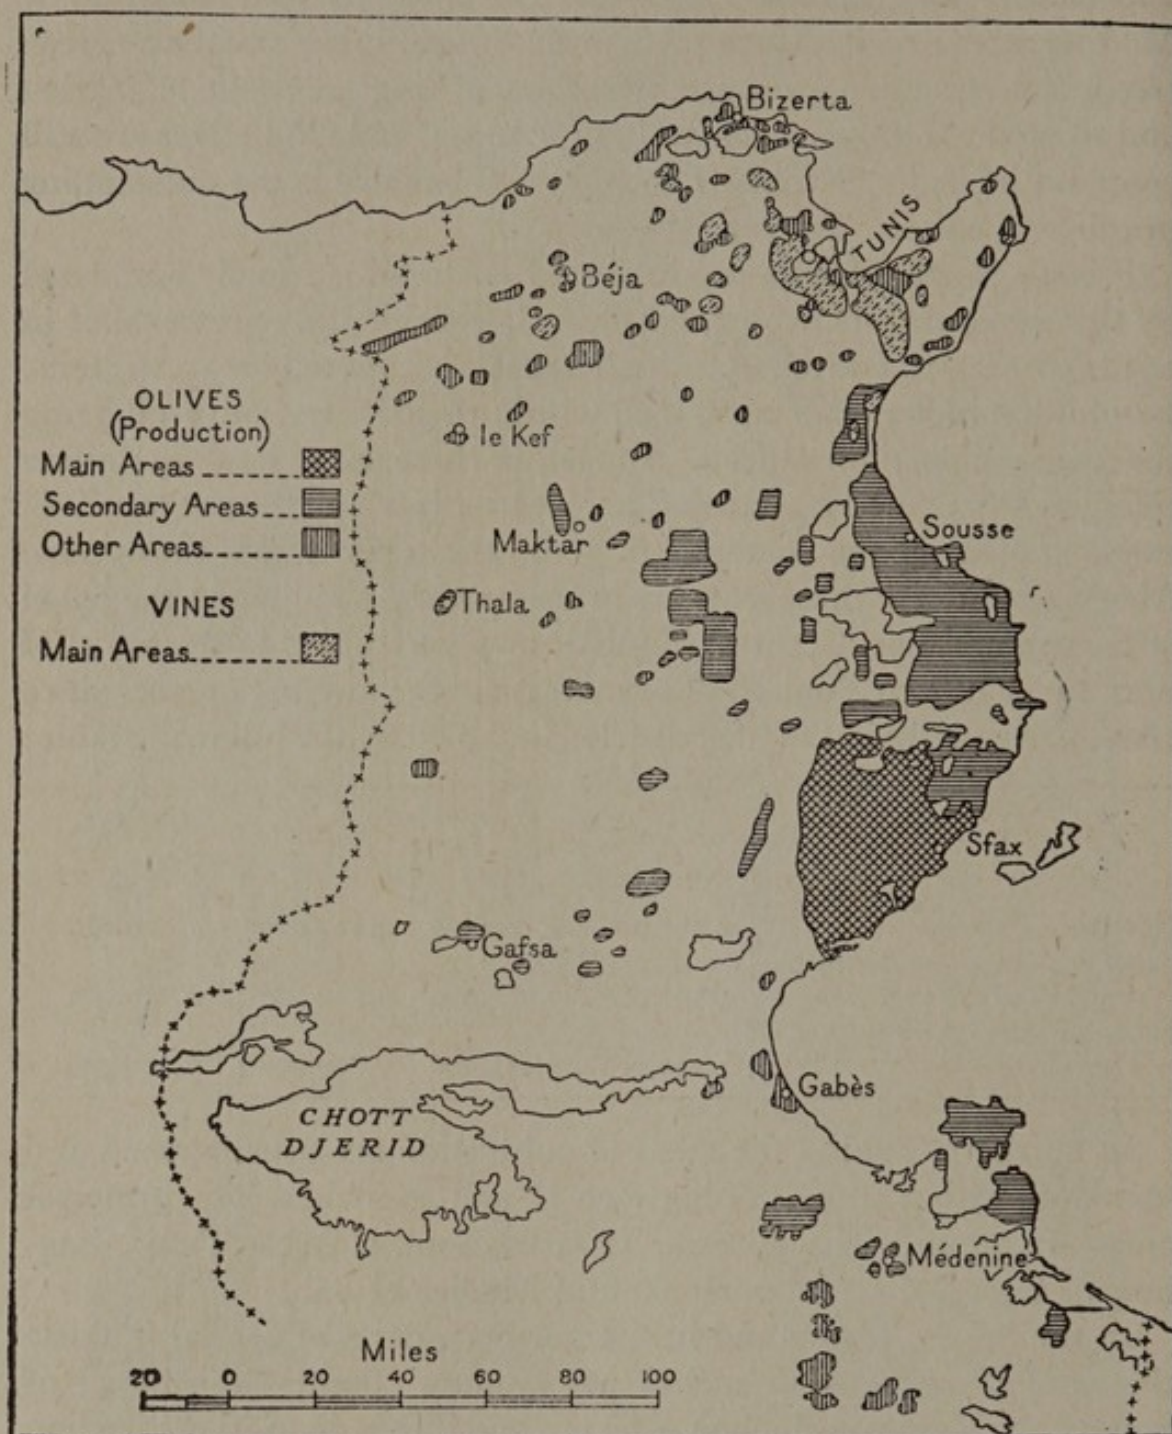 Bizerta
TUNIS
Béja
OLIVES
(Production)
Main Areas
Secondary Areas
Other Areas
VINES
Main Areas
le Kef
Maktar
Sousse
Thala
Sfax
Gafsa
Gabès
CHOTT
DJERID
Médenine
Miles
20 0 20 40 60 80 100